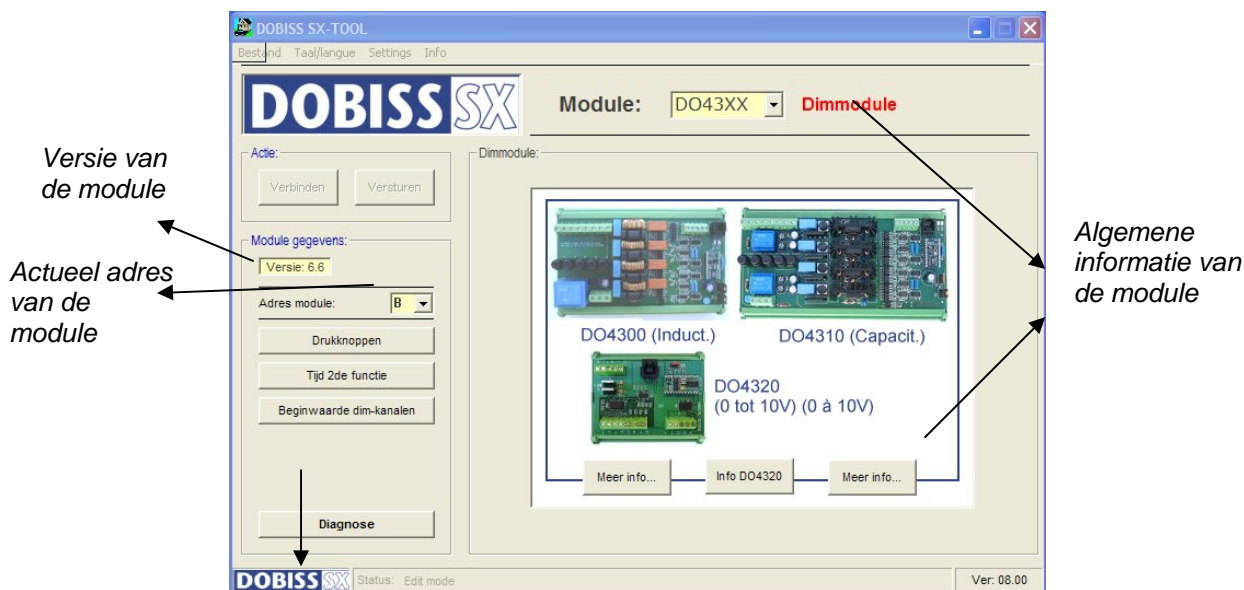 DOBISS SX-TOOL
Bestand Taal/langue Settings Info
DOBISS SX
Module: DO43XX Dimmodule
Versie van
de module
Actueel adres
van de
module
Actie:
Verbinden Versturen
Module gegevens:
Versie: 6.6
Adres module: B
Drukknoppen
Tijd 2de functie
Beginwaarde dim-kanalen
Diagnose
Dimmodule:
DO4300 (Induct.) DO4310 (Capacit.)
DO4320
(0 tot 10V) (0 à 10V)
Meer info... Info DO4320 Meer info...
Algemene
informatie van
de module
DOBISS SX Status: Edit mode Ver: 08.00